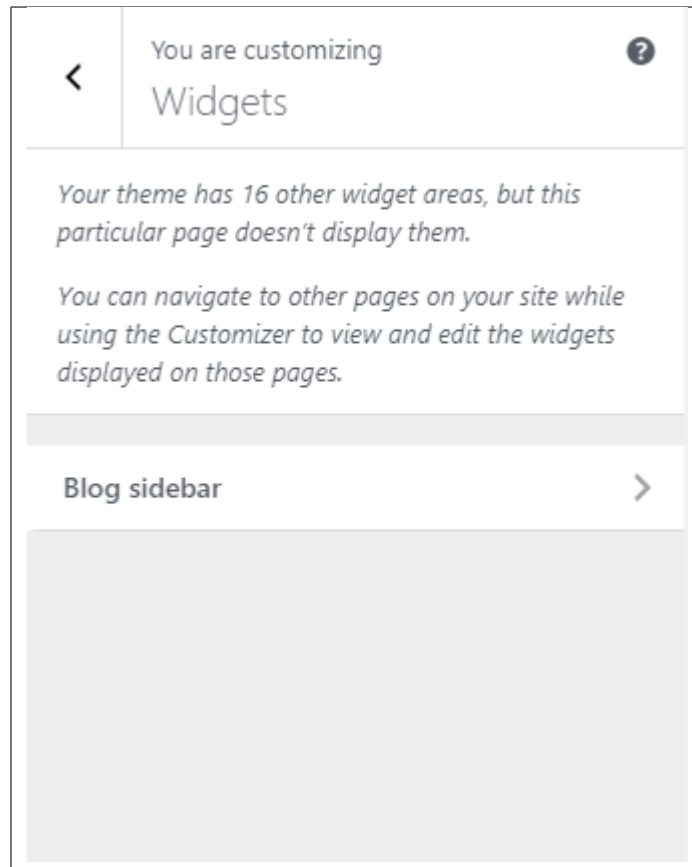 You are customizing
Widgets
Your theme has 16 other widget areas, but this
particular page doesn't display them.
You can navigate to other pages on your site while
using the Customizer to view and edit the widgets
displayed on those pages.
Blog sidebar